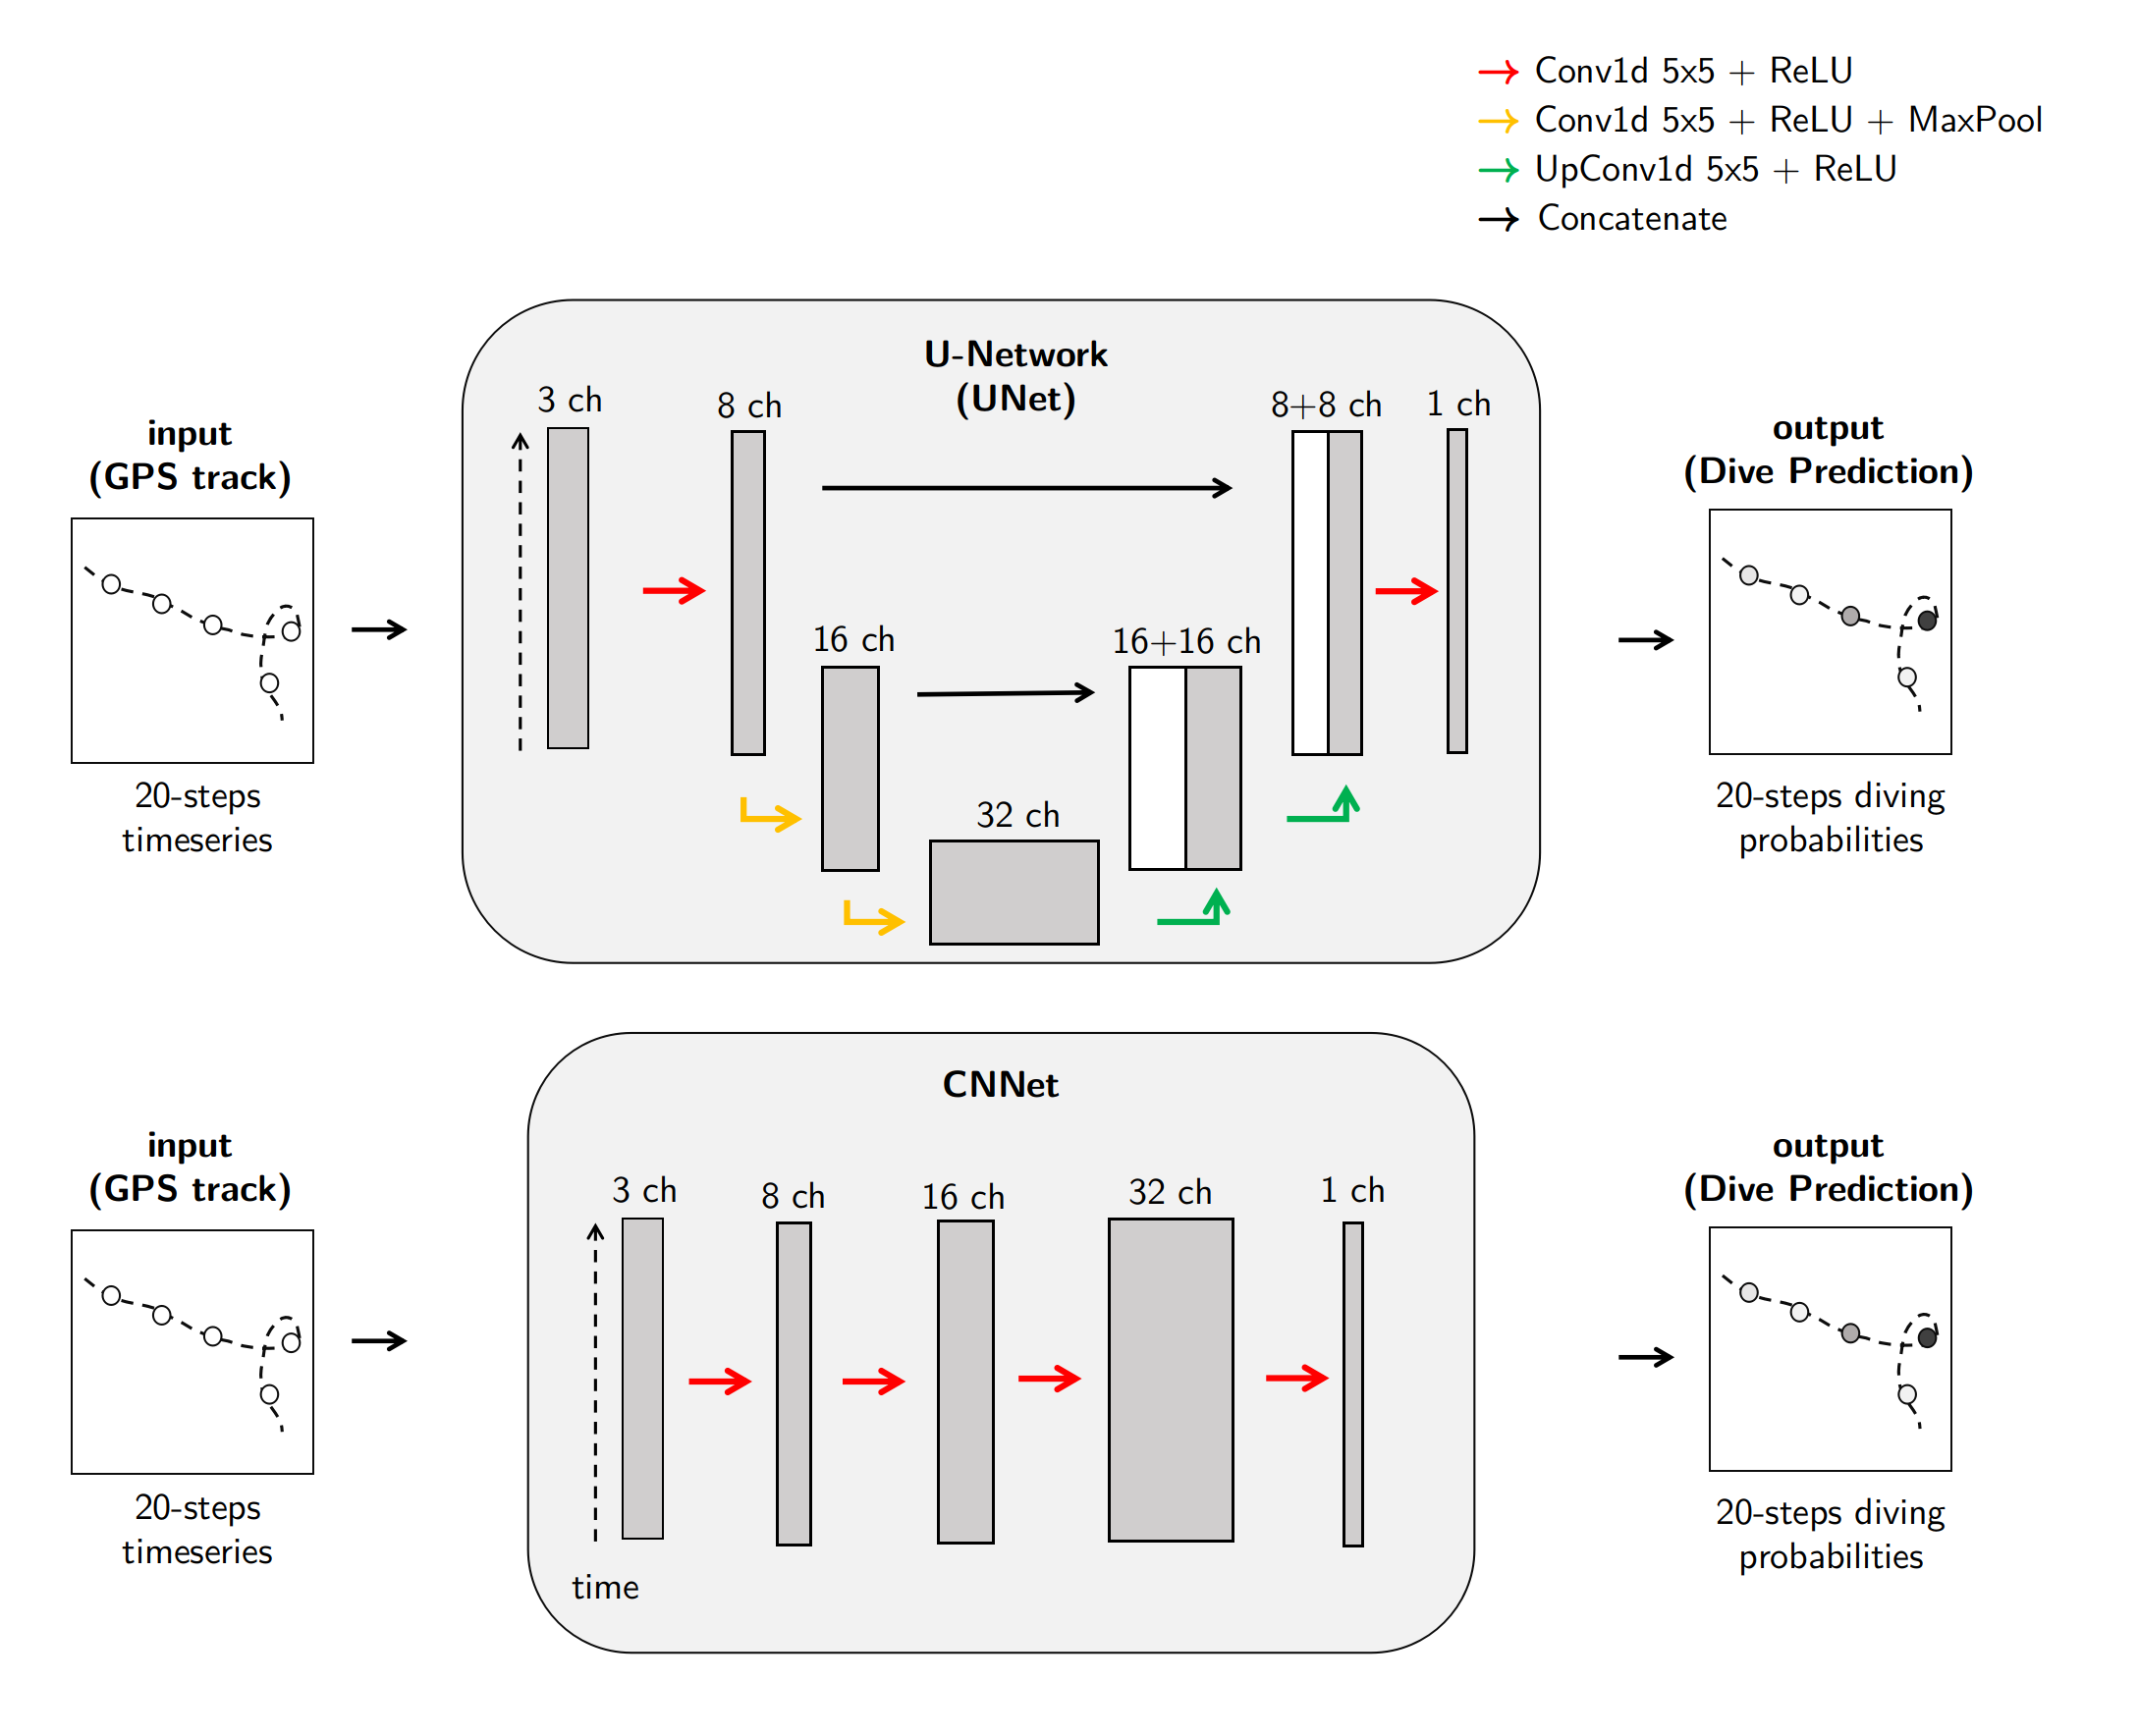 Conv1d 5x5 + ReLU
Conv1d 5x5 + ReLU + MaxPool
UpConv1d 5x5 + ReLU
Concatenate
U-Network
(UNet)
3 ch
8 ch
8+8 ch
1 ch
input
(GPS track)
output
(Dive Prediction)
16 ch
16+16 ch
32 ch
20-steps
timeseries
20-steps diving
probabilities
CNNet
input
(GPS track)
output
(Dive Prediction)
3 ch
8 ch
16 ch
32 ch
1 ch
20-steps
timeseries
20-steps diving
probabilities
time